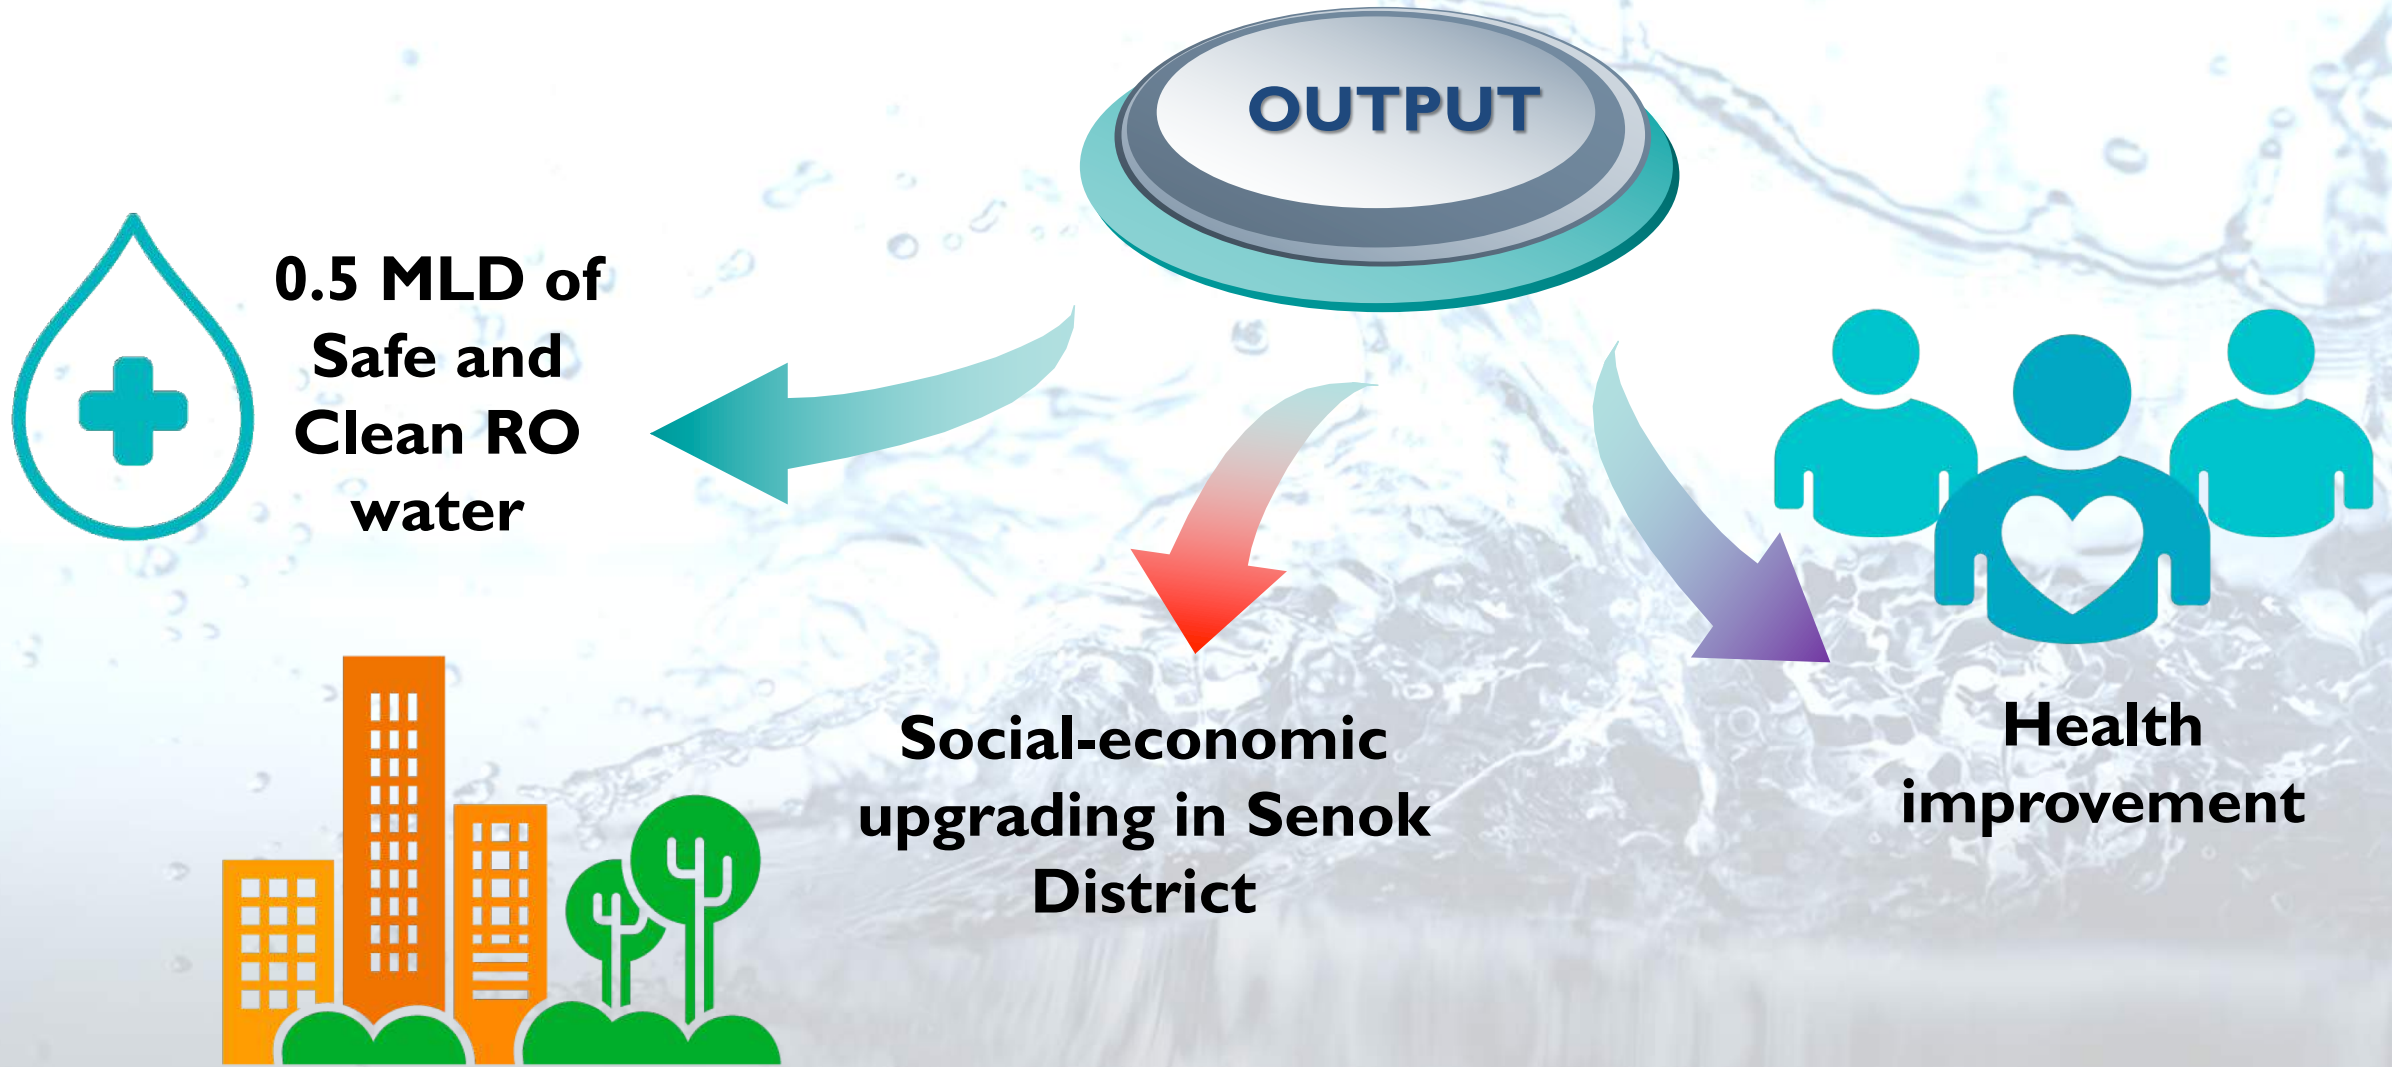 OUTPUT
0.5 MLD of
Safe and
Clean RO
water
Social-economic
upgrading in Senok
District
Health
improvement